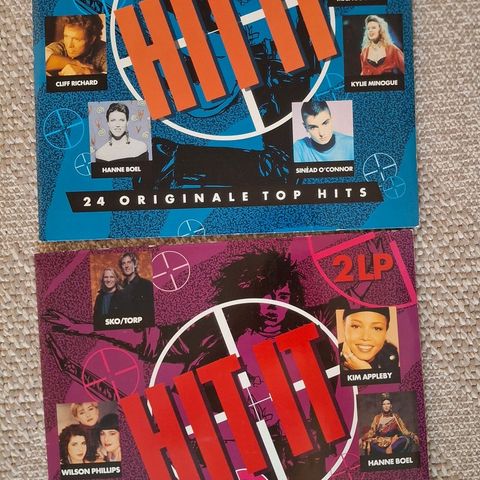 HIT IT
CLIFF RICHARD
KYLIE MINOGUE
HANNE BOEL
SINÉAD O'CONNOR
24 ORIGINALE TOP HITS
2LP
SKO/TORP
KIM APPLEBY
HIT IT
WILSON PHILLIPS
HANNE BOEL